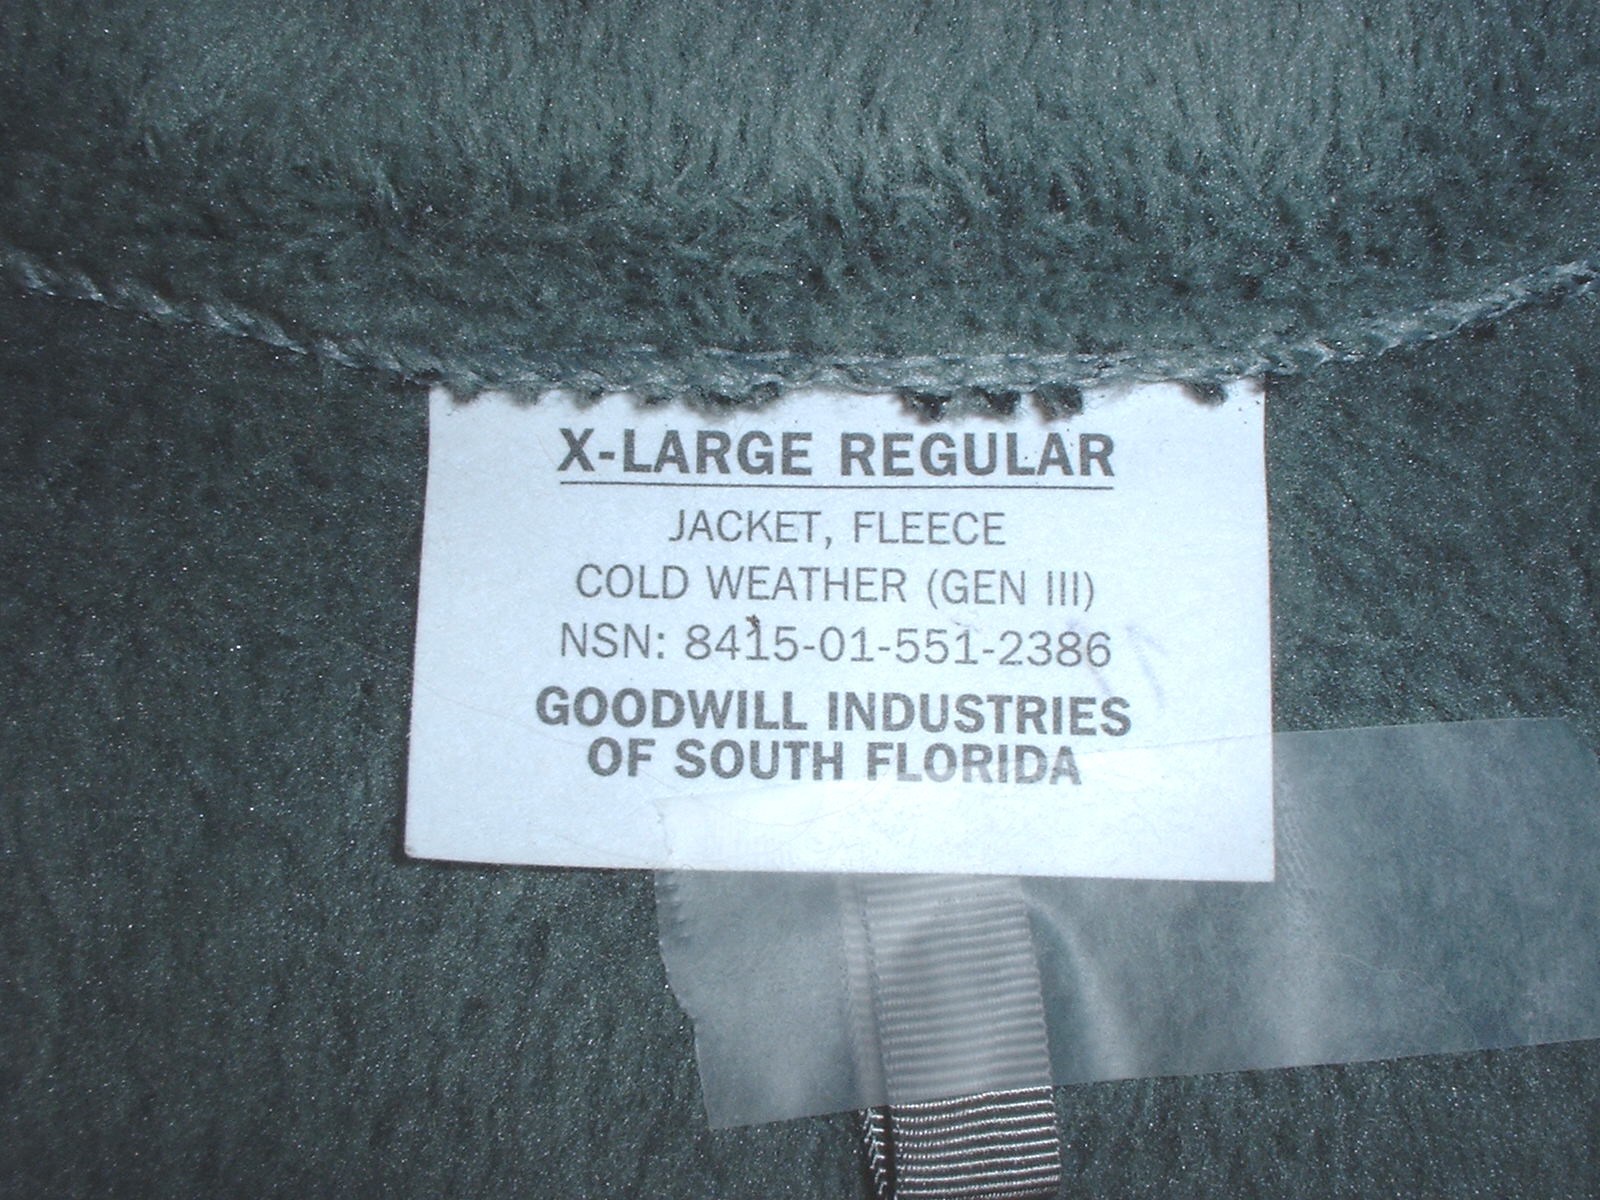 X-LARGE REGULAR
JACKET, FLEECE
COLD WEATHER (GEN III)
NSN: 8415-01-551-2386
GOODWILL INDUSTRIES
OF SOUTH FLORIDA